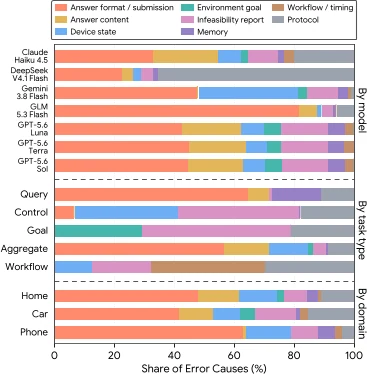 Answer format / submission
Answer content
Device state
Environment goal
Infeasibility report
Memory
Workflow / timing
Protocol
Claude
Haiku 4.5
DeepSeek
V4.1 Flash
Gemini
3.8 Flash
GLM
5.3 Flash
GPT-5.6
Luna
GPT-5.6
Terra
GPT-5.6
Sol
By model
Query
Control
Goal
Aggregate
Workflow
By task type
Home
Car
Phone
By domain
0 20 40 60 80 100
Share of Error Causes (%)